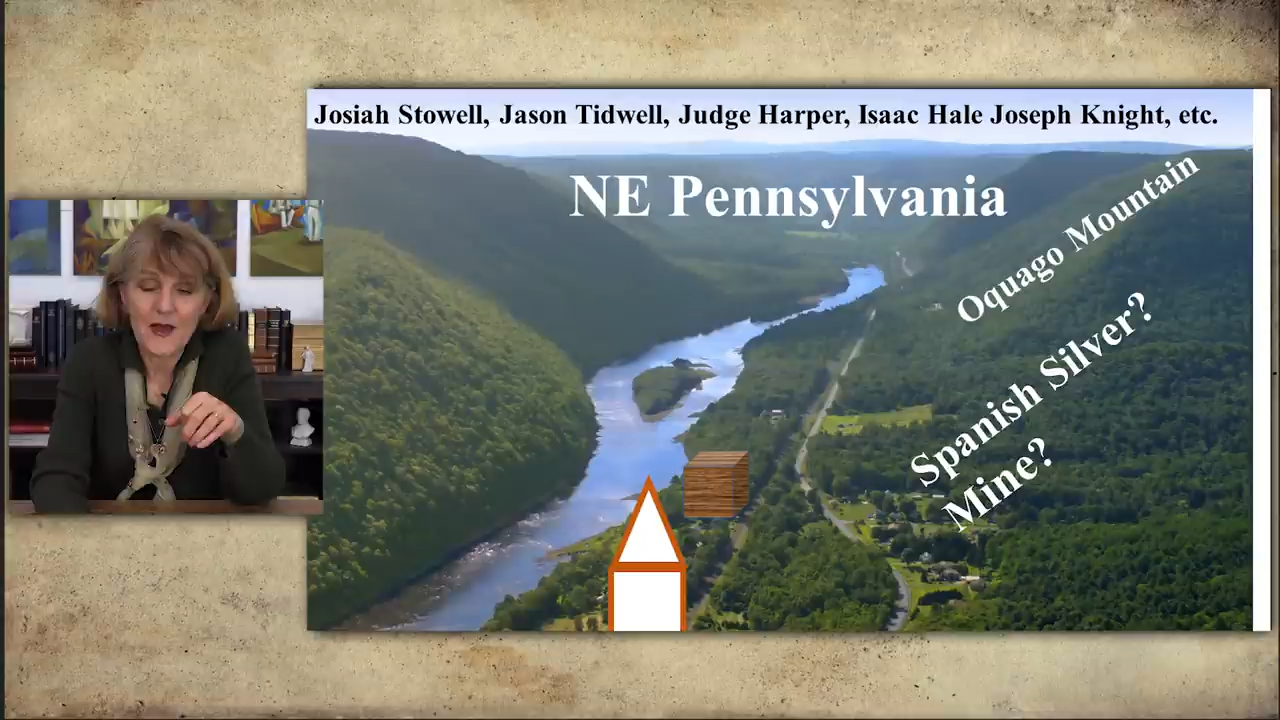 Josiah Stowell, Jason Tidwell, Judge Harper, Isaac Hale Joseph Knight, etc.
NE Pennsylvania
Oquago Mountain
Spanish Silver?
Mine?